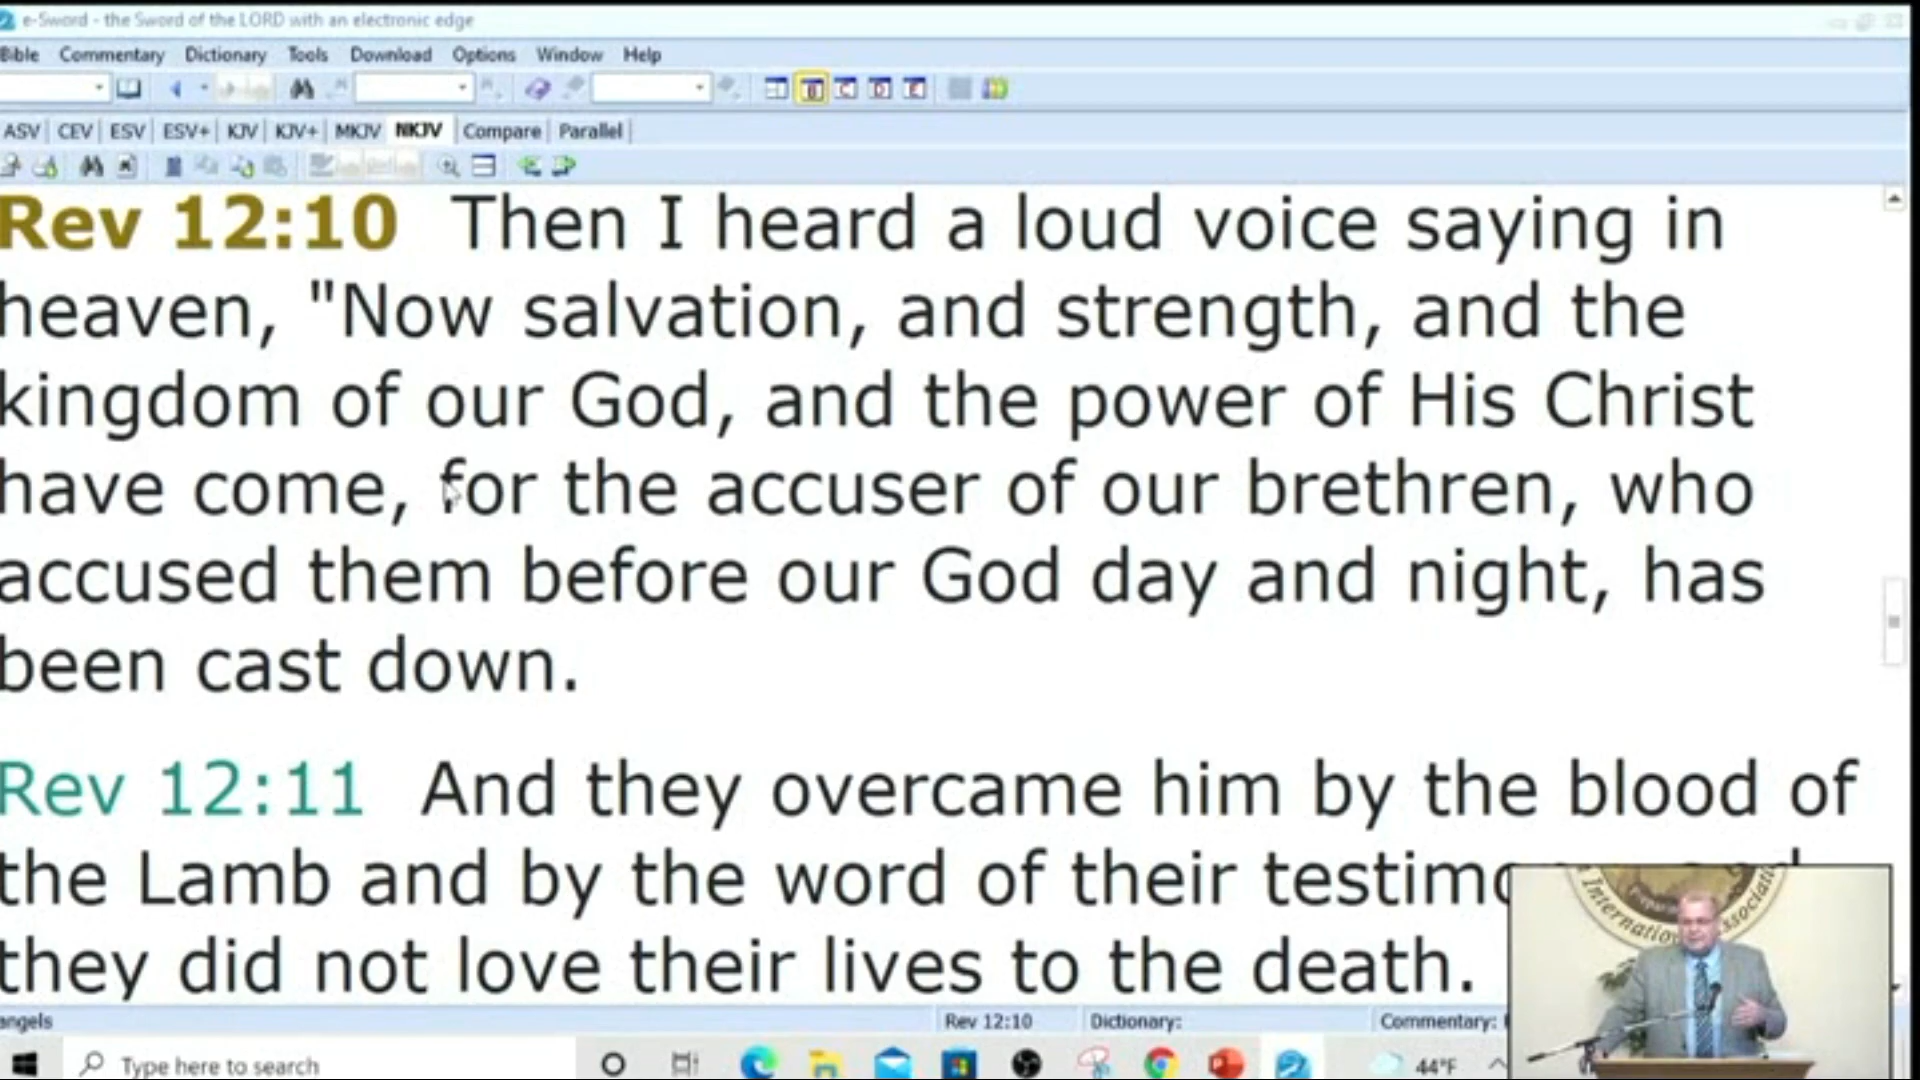 e-Sword - the Sword of the LORD with an electronic edge
Bible Commentary Dictionary Tools Download Options Window Help
ASV CEV ESV ESV+ KJV KJV+ MKJV NKJV Compare Parallel
Rev 12:10 Then I heard a loud voice saying in
heaven, "Now salvation, and strength, and the
kingdom of our God, and the power of His Christ
have come, for the accuser of our brethren, who
accused them before our God day and night, has
been cast down.
Rev 12:11 And they overcame him by the blood of
the Lamb and by the word of their testimo
they did not love their lives to the death.
angels Rev 12:10 Dictionary: Commentary:
Type here to search 44°F
Internatio Associati